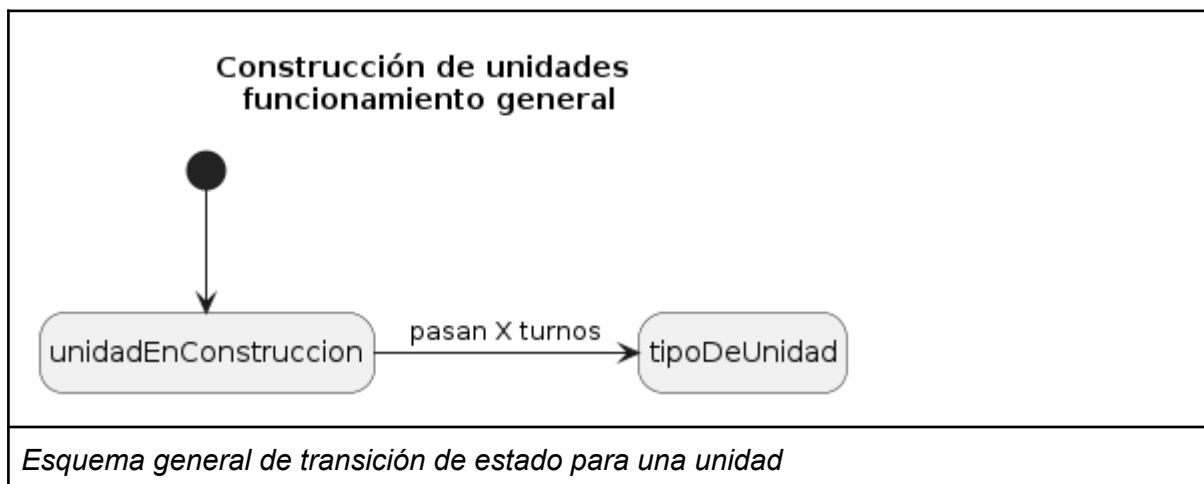 Construcción de unidades
funcionamiento general
unidadEnConstruccion
pasan X turnos
tipoDeUnidad
Esquema general de transición de estado para una unidad